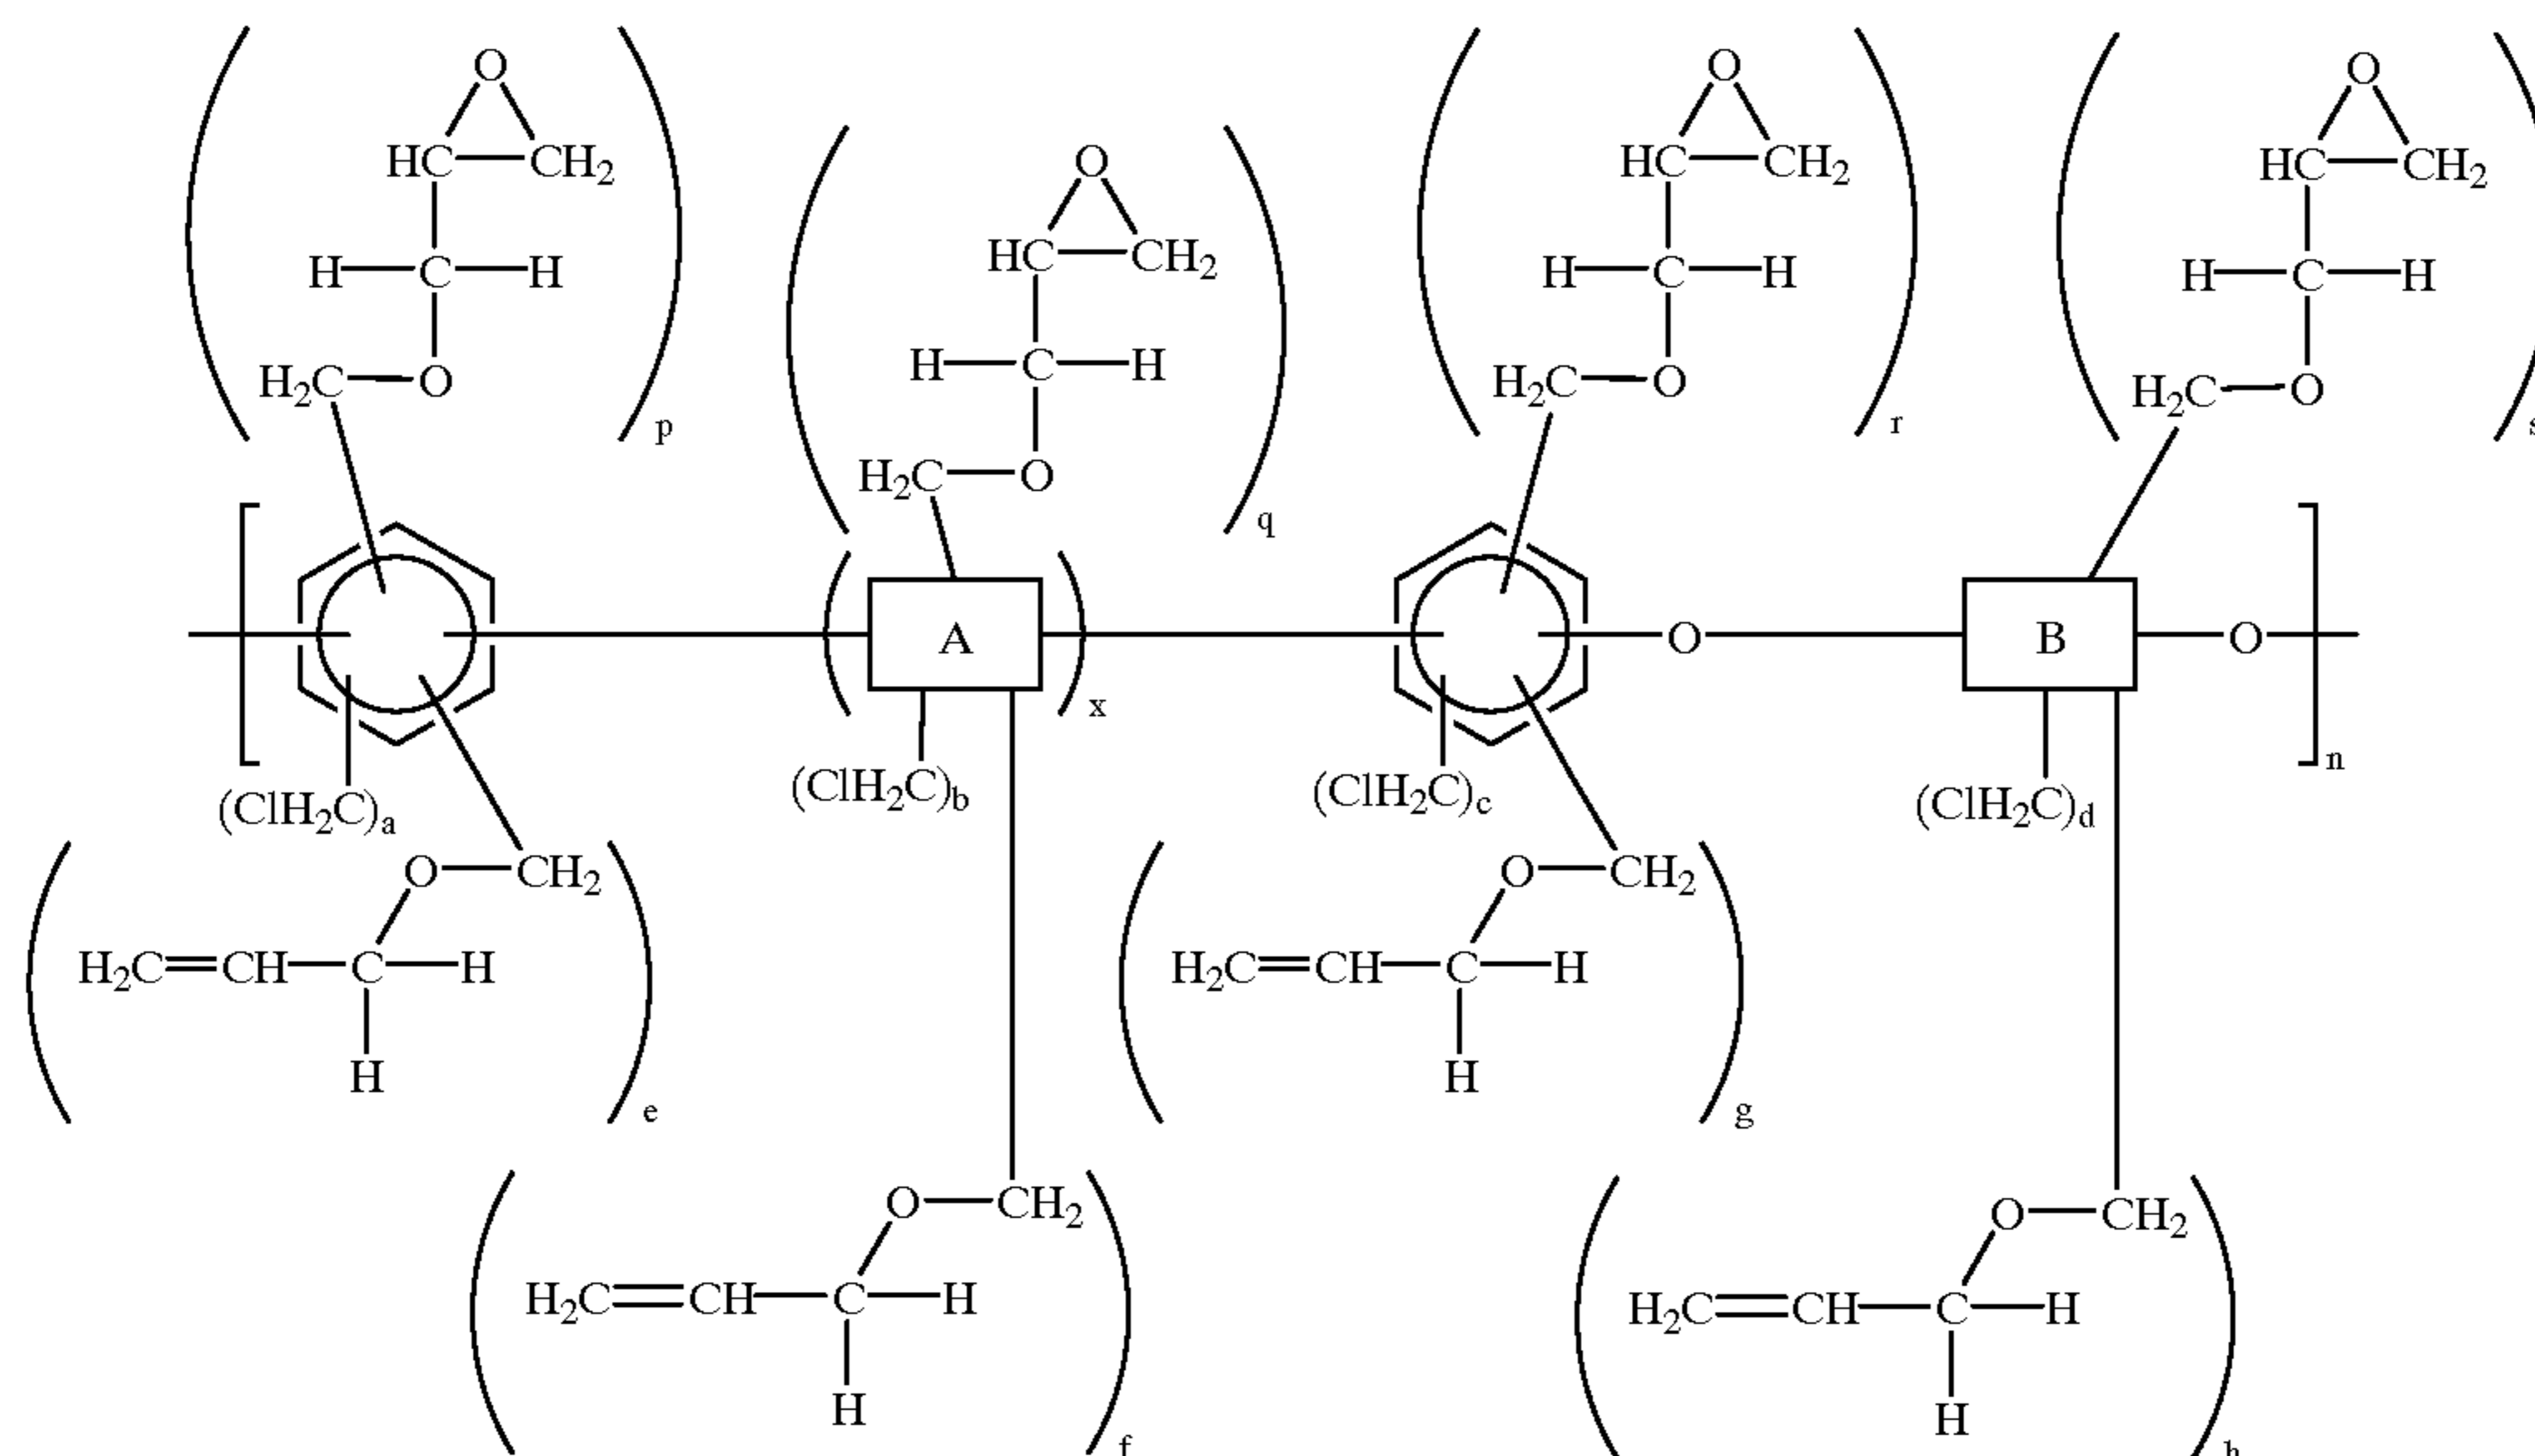 O O O O
HC CH2 HC CH2 HC CH2 HC CH2
H C H H C H H C H H C H
H2C O H2C O H2C O H2C O
p q r s
A O B O
x n
(ClH2C)a (ClH2C)b (ClH2C)c (ClH2C)d
O CH2 O CH2
H2C=CH C H H2C=CH C H
H H
e g
O CH2 O CH2
H2C=CH C H H2C=CH C H
H H
f h